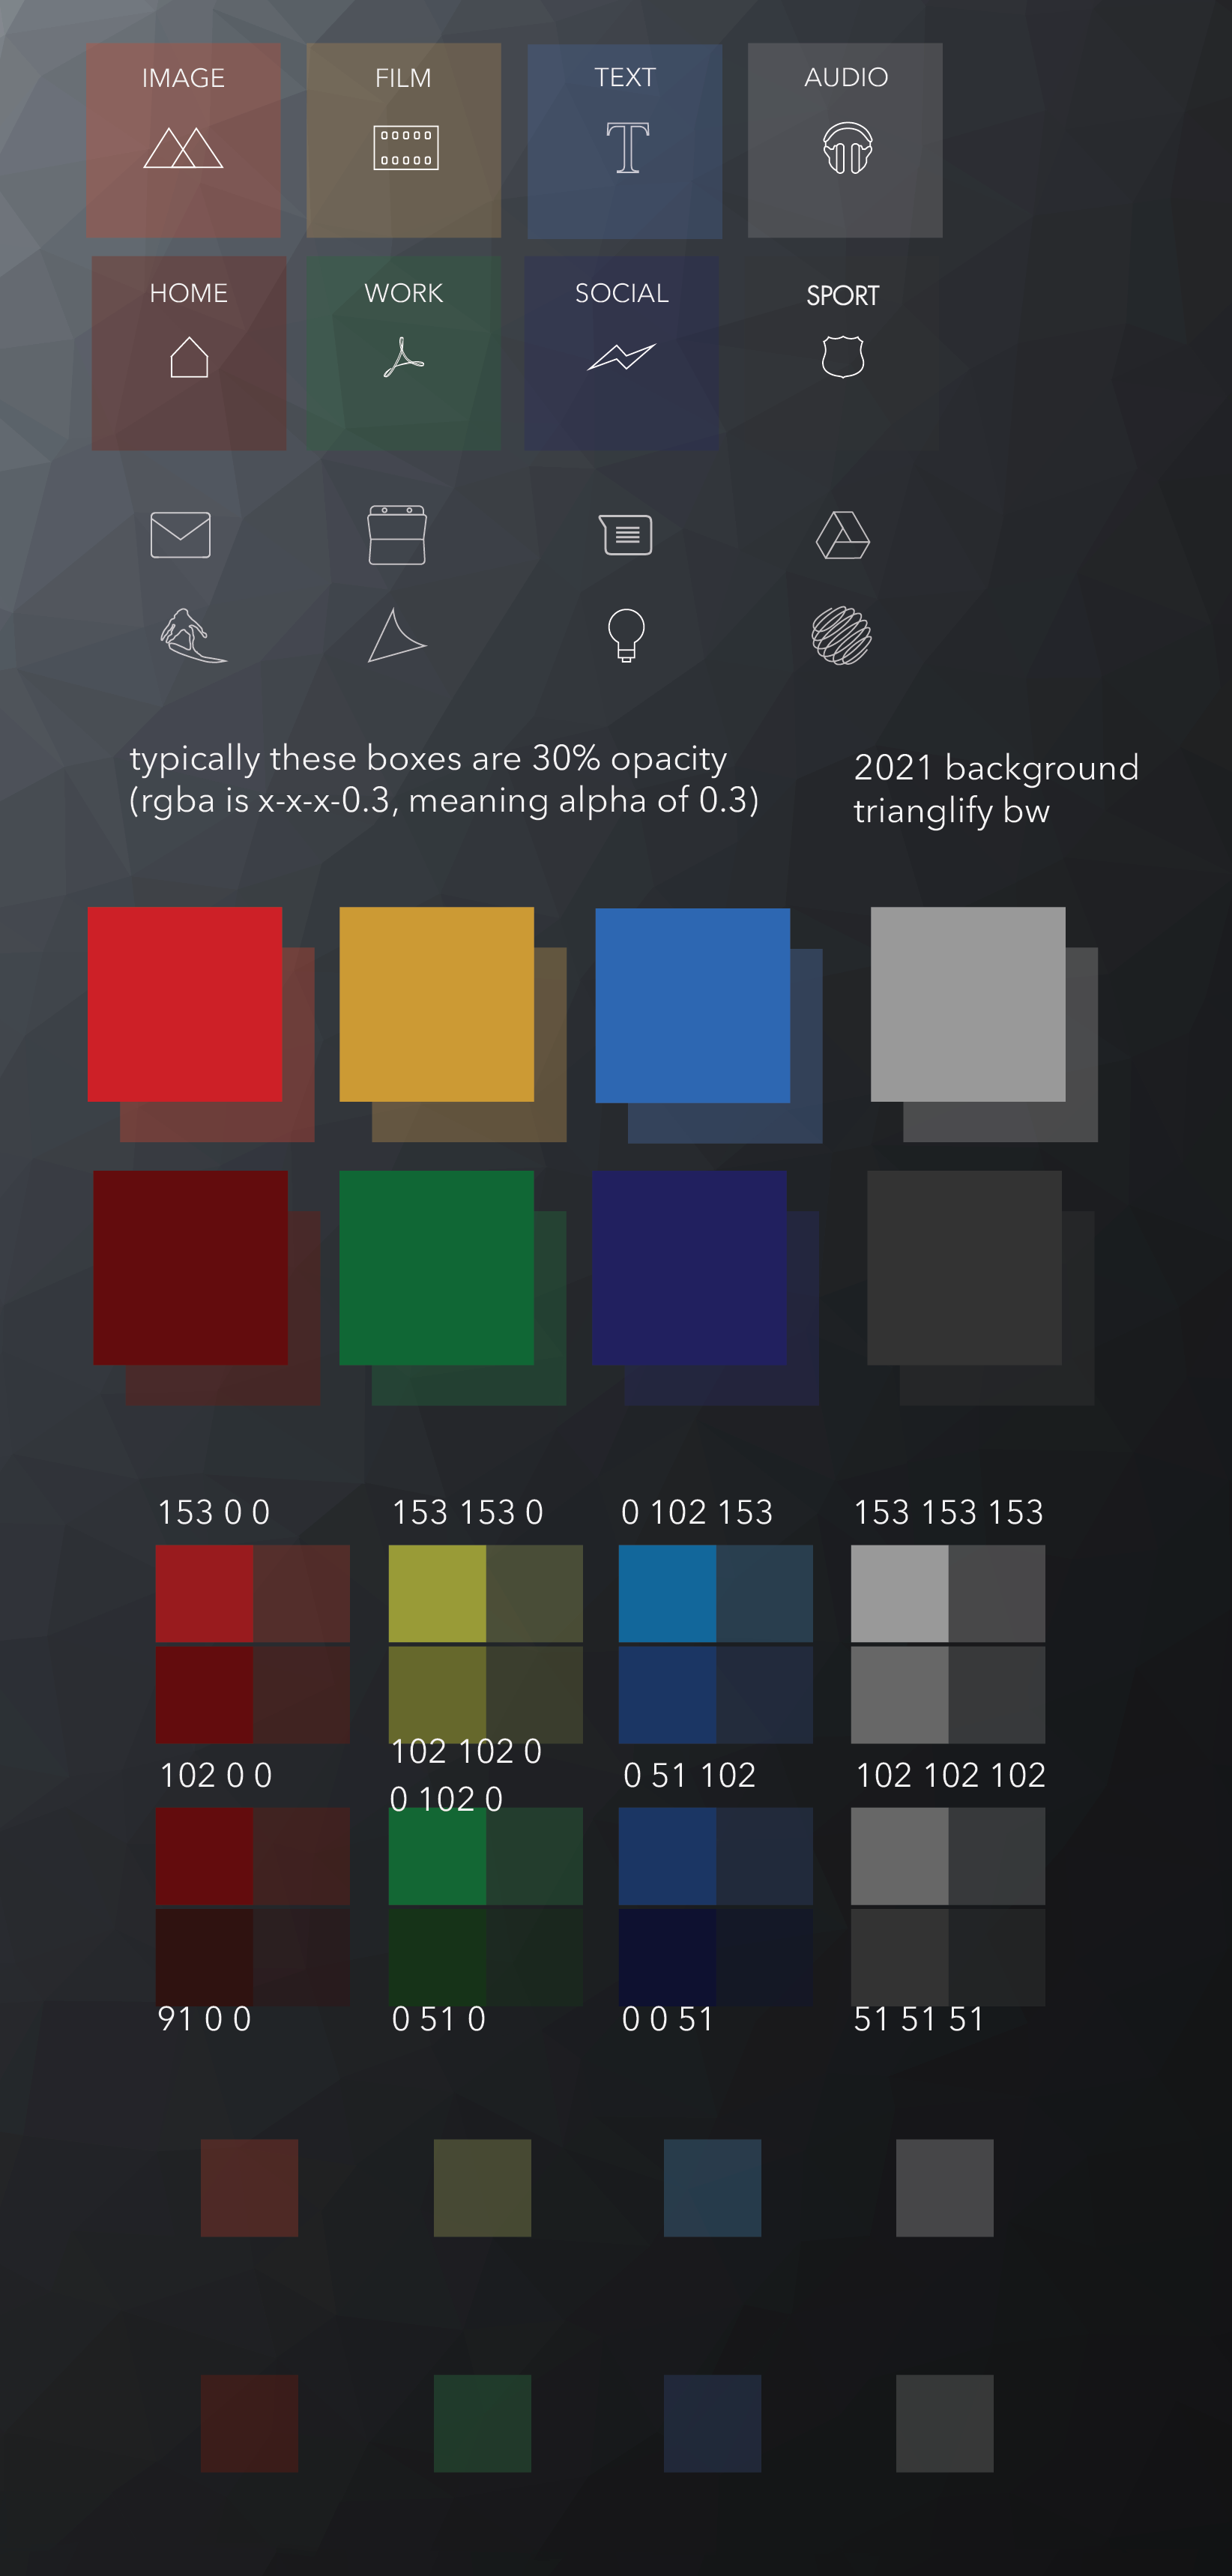 IMAGE
FILM
TEXT
AUDIO
HOME
WORK
SOCIAL
SPORT
typically these boxes are 30% opacity
(rgba is x-x-x-0.3, meaning alpha of 0.3)
2021 background
trianglify bw
153 0 0
153 153 0
0 102 153
153 153 153
102 0 0
102 102 0
0 102 0
0 51 102
102 102 102
91 0 0
0 51 0
0 0 51
51 51 51